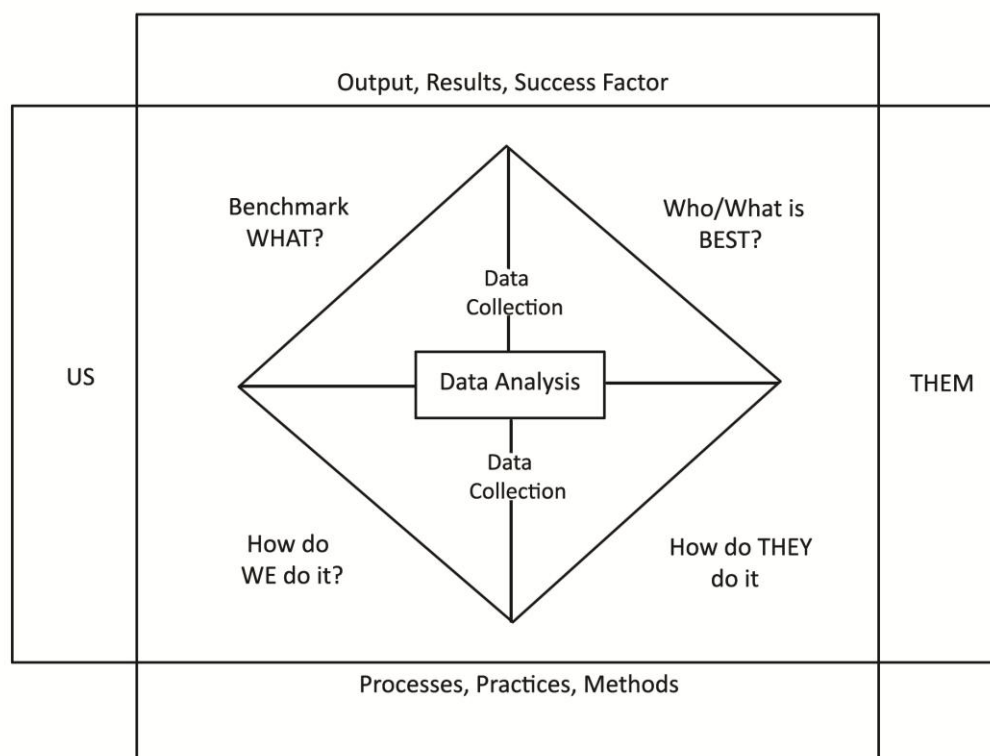 Output, Results, Success Factor
Benchmark
WHAT?
Who/What is
BEST?
Data
Collection
US
Data Analysis
THEM
Data
Collection
How do
WE do it?
How do THEY
do it
Processes, Practices, Methods